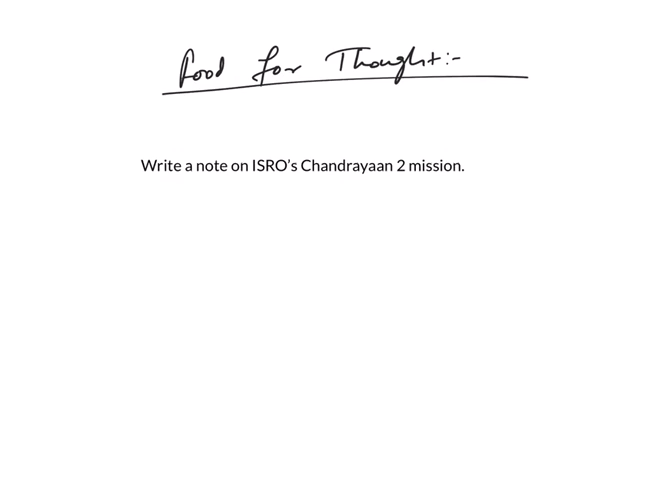 Food for Thought:-
Write a note on ISRO’s Chandrayaan 2 mission.